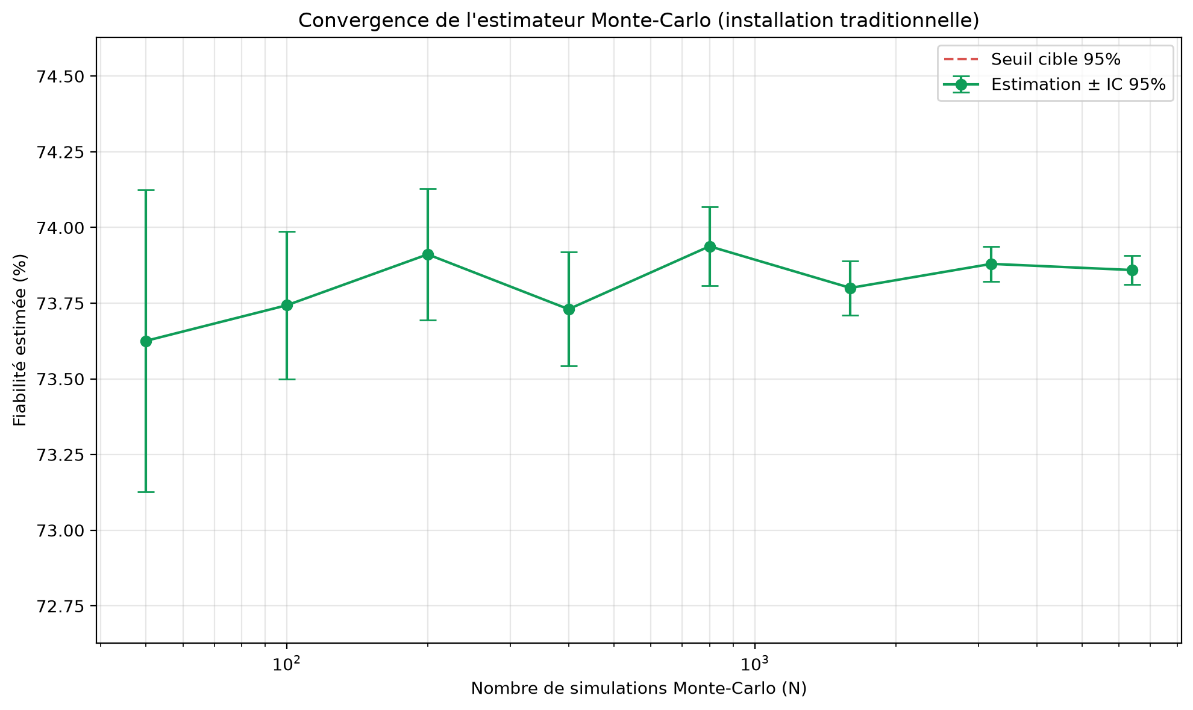 Convergence de l'estimateur Monte-Carlo (installation traditionnelle)
Seuil cible 95%
Estimation ± IC 95%
74.50
74.25
74.00
73.75
73.50
73.25
73.00
72.75
Fiabilité estimée (%)
10²
10³
Nombre de simulations Monte-Carlo (N)